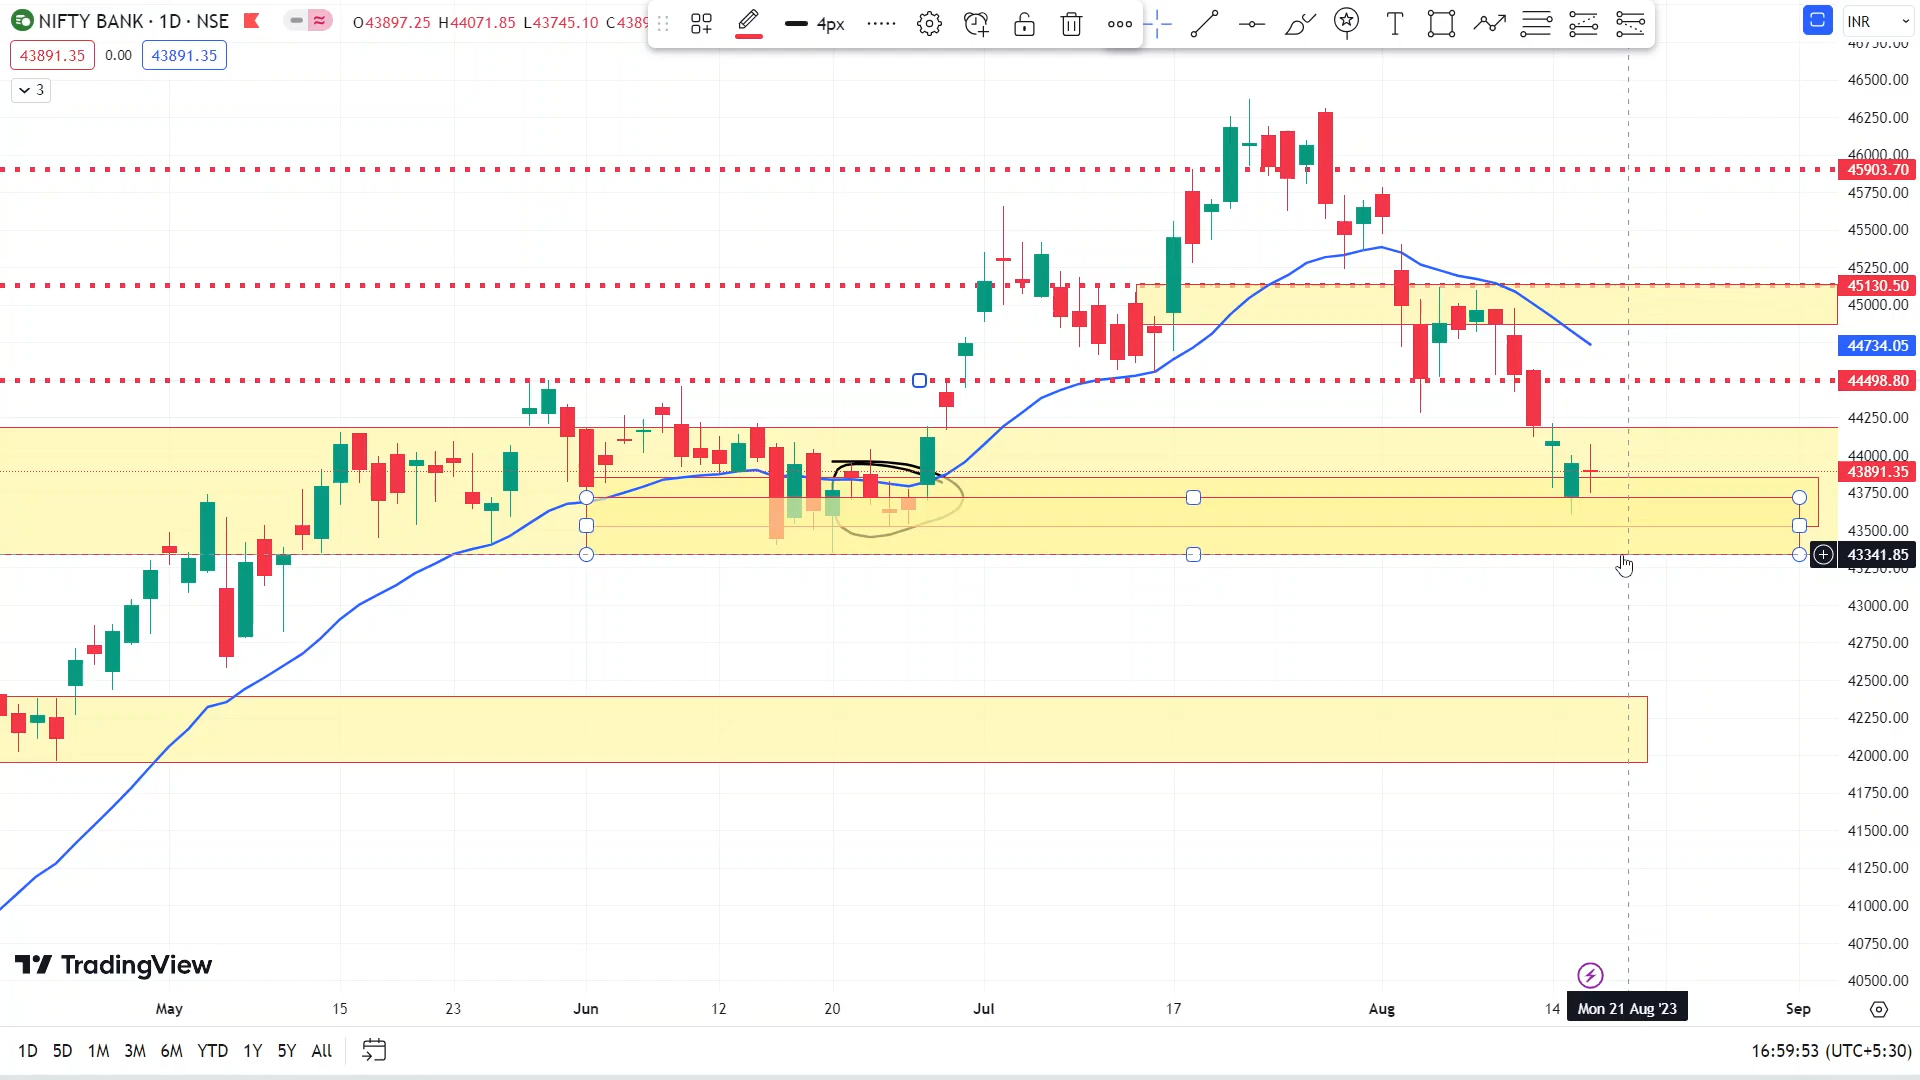 NIFTY BANK · 1D · NSE
O43897.25 H44071.85 L43745.10 C438
4px
T
INR
43891.35 0.00 43891.35
3
46500.00
46250.00
46000.00
45903.70
45750.00
45500.00
45250.00
45130.50
45000.00
44734.05
44498.80
44250.00
44000.00
43891.35
43750.00
43500.00
43341.85
43000.00
42750.00
42500.00
42250.00
42000.00
41750.00
41500.00
41250.00
41000.00
40750.00
40500.00
TradingView
May 15 23 Jun 12 20 Jul 17 Aug 14 Mon 21 Aug '23 Sep
1D 5D 1M 3M 6M YTD 1Y 5Y All
16:59:53 (UTC+5:30)